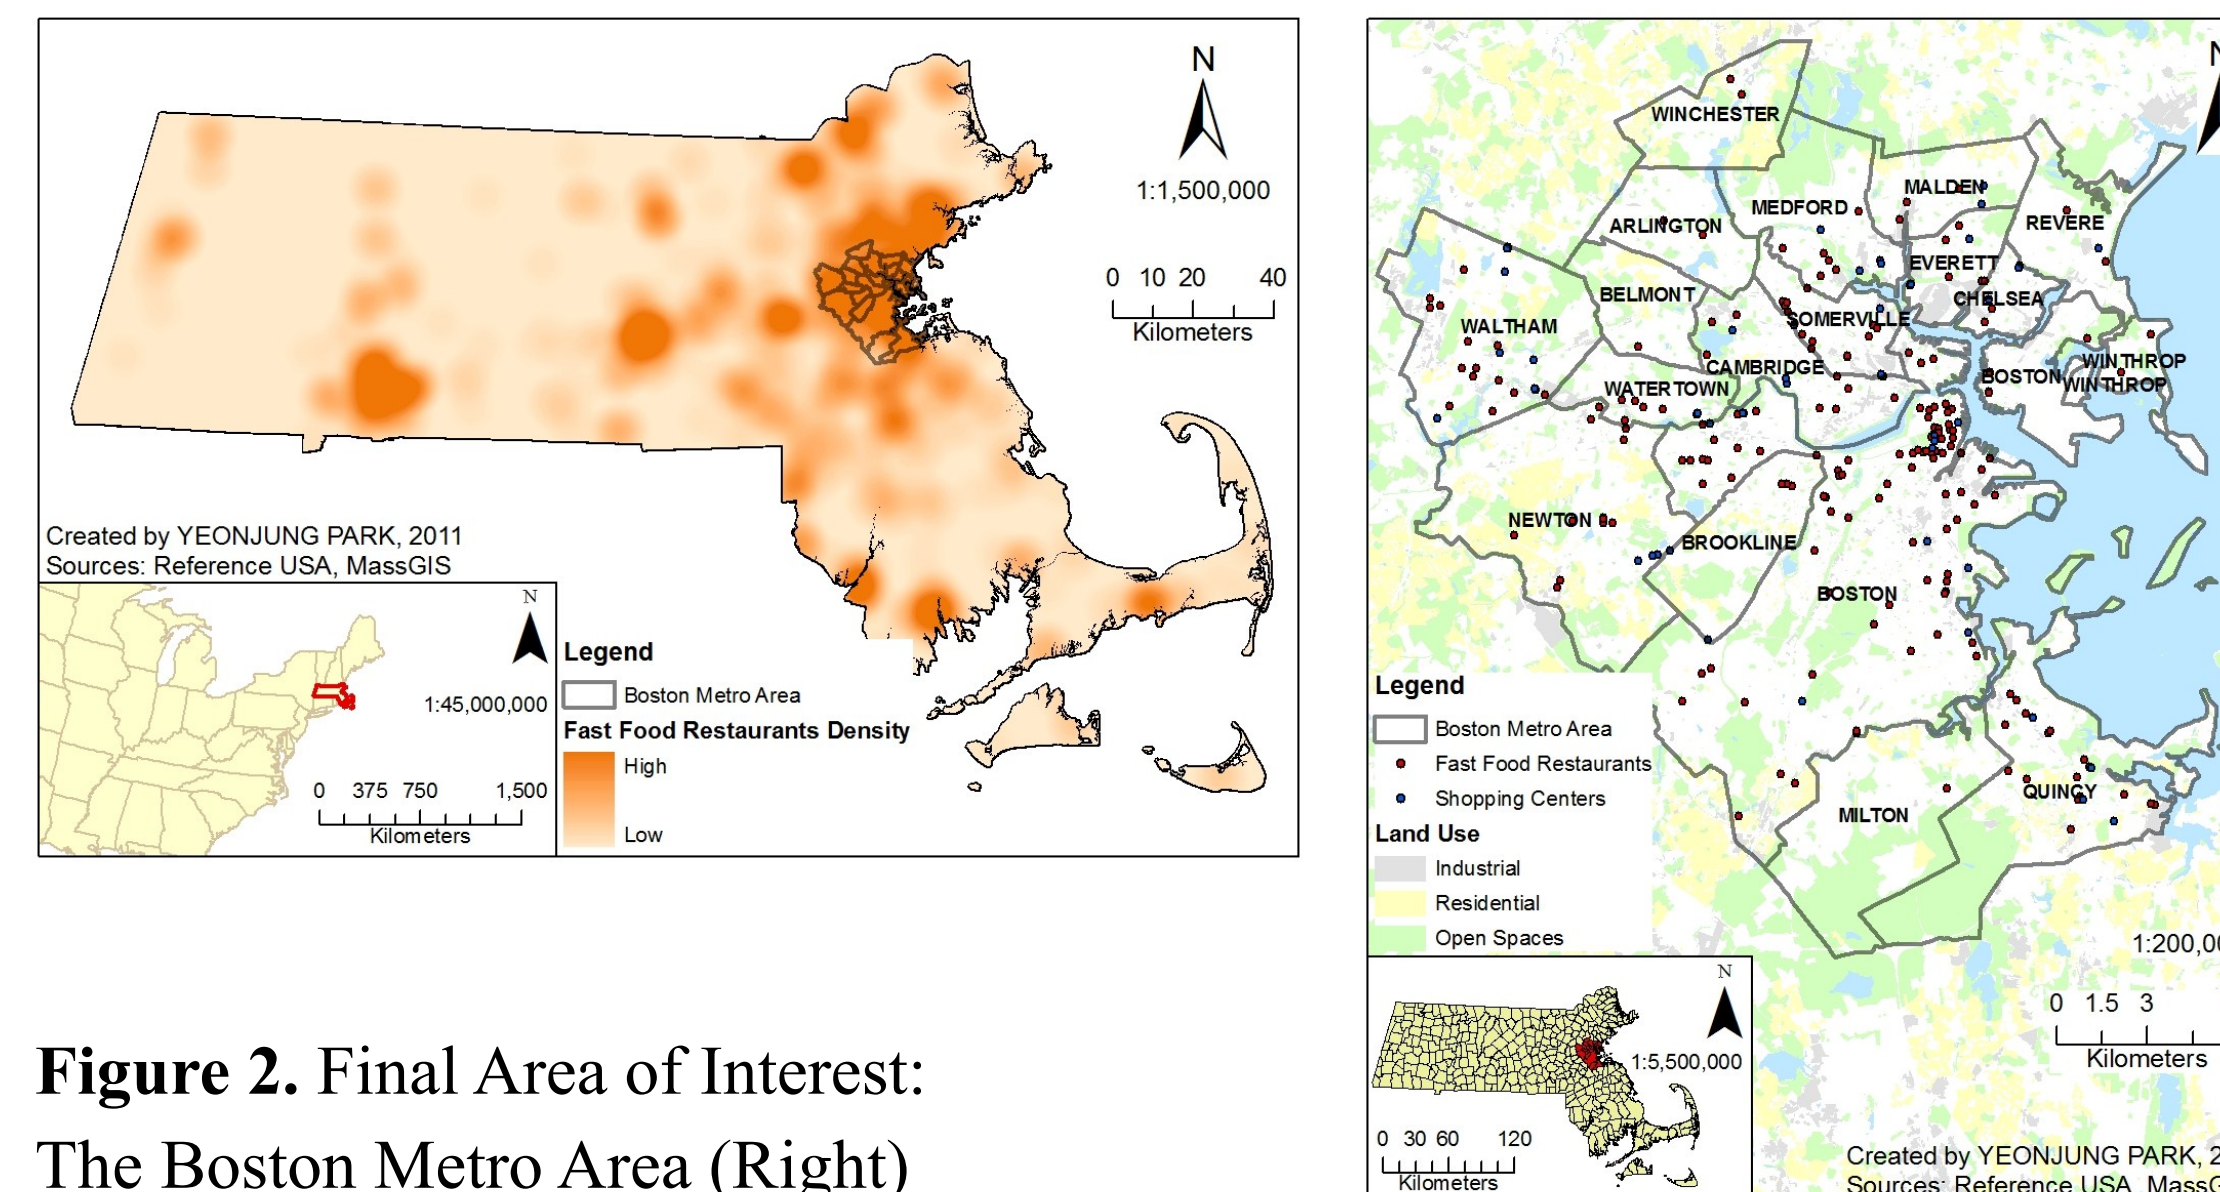 N
1:1,500,000
0 10 20 40
Kilometers
Created by YEONJUNG PARK, 2011
Sources: Reference USA, MassGIS
N
1:45,000,000
0 375 750 1,500
Kilometers
Legend
Boston Metro Area
Fast Food Restaurants Density
High
Low
Figure 2. Final Area of Interest:
The Boston Metro Area (Right)
N
WINCHESTER
MALDEN
MEDFORD
ARLINGTON
REVERE
EVERETT
BELMONT
CHELSEA
SOMERVILLE
WALTHAM
WINTHROP
CAMBRIDGE
BOSTON
WINTHROP
WATERTOWN
NEWTON
BROOKLINE
BOSTON
QUINCY
MILTON
Legend
Boston Metro Area
Fast Food Restaurants
Shopping Centers
Land Use
Industrial
Residential
Open Spaces
1:200,00
0 1.5 3
Kilometers
N
1:5,500,000
0 30 60 120
Kilometers
Created by YEONJUNG PARK, 2
Sources: Reference USA, MassG